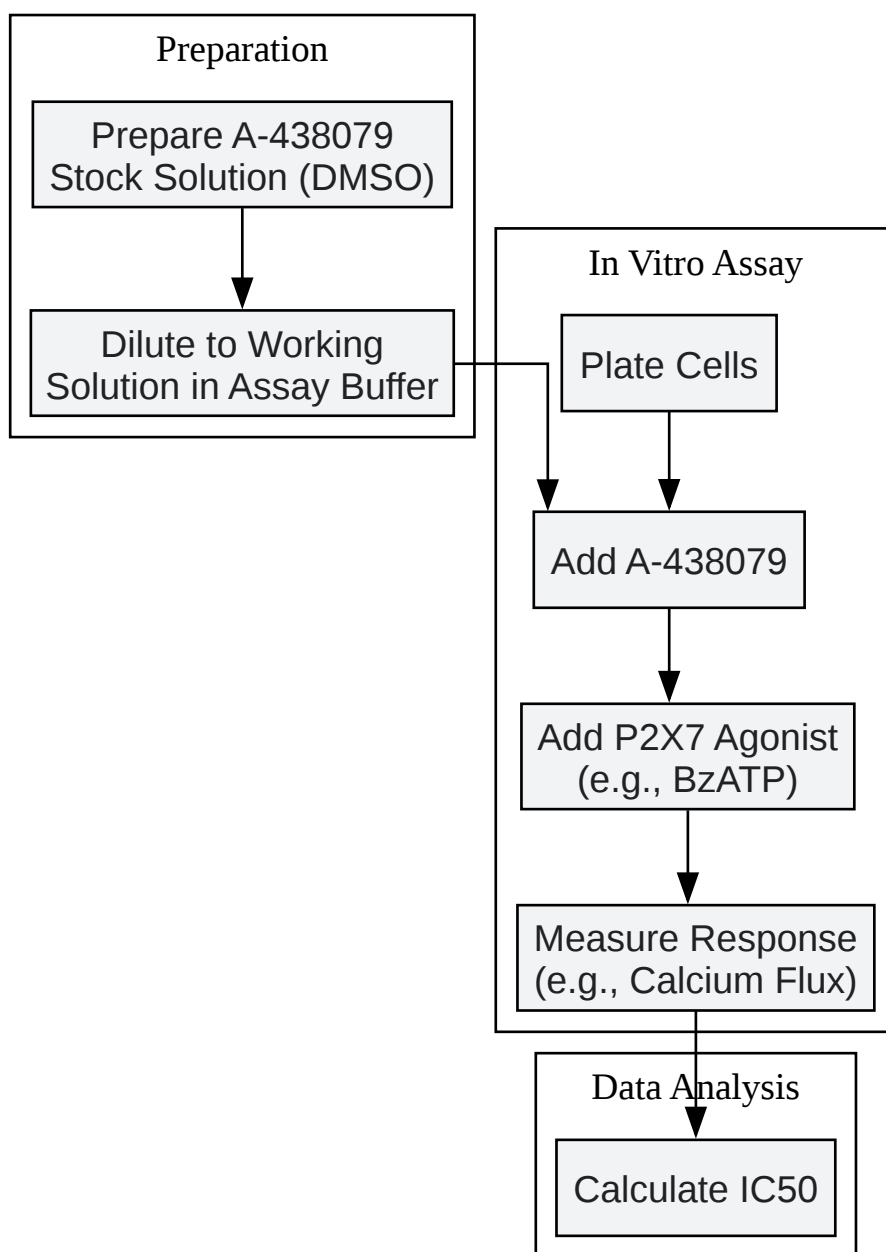 Preparation
Prepare A-438079
Stock Solution (DMSO)
Dilute to Working
Solution in Assay Buffer
In Vitro Assay
Plate Cells
Add A-438079
Add P2X7 Agonist
(e.g., BzATP)
Measure Response
(e.g., Calcium Flux)
Data Analysis
Calculate IC50